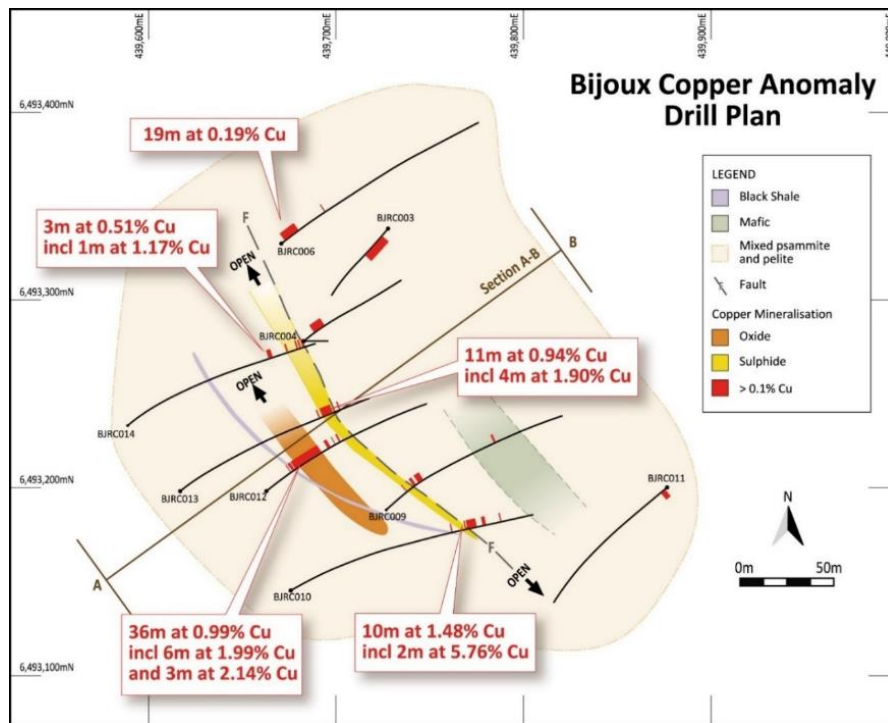 439,600mE
439,700mE
439,800mE
439,900mE
6,493,400mN
6,493,300mN
6,493,200mN
6,493,100mN
Bijoux Copper Anomaly
Drill Plan
19m at 0.19% Cu
3m at 0.51% Cu
incl 1m at 1.17% Cu
F
OPEN
BJRC006
BJRC003
B
Section A-B
BJRC004
11m at 0.94% Cu
incl 4m at 1.90% Cu
OPEN
BJRC014
BJRC013
BJRC012
BJRC009
BJRC011
F
OPEN
A
BJRC010
36m at 0.99% Cu
incl 6m at 1.99% Cu
and 3m at 2.14% Cu
10m at 1.48% Cu
incl 2m at 5.76% Cu
LEGEND
Black Shale
Mafic
Mixed psammite
and pelite
F
Fault
Copper Mineralisation
Oxide
Sulphide
> 0.1% Cu
N
0m
50m